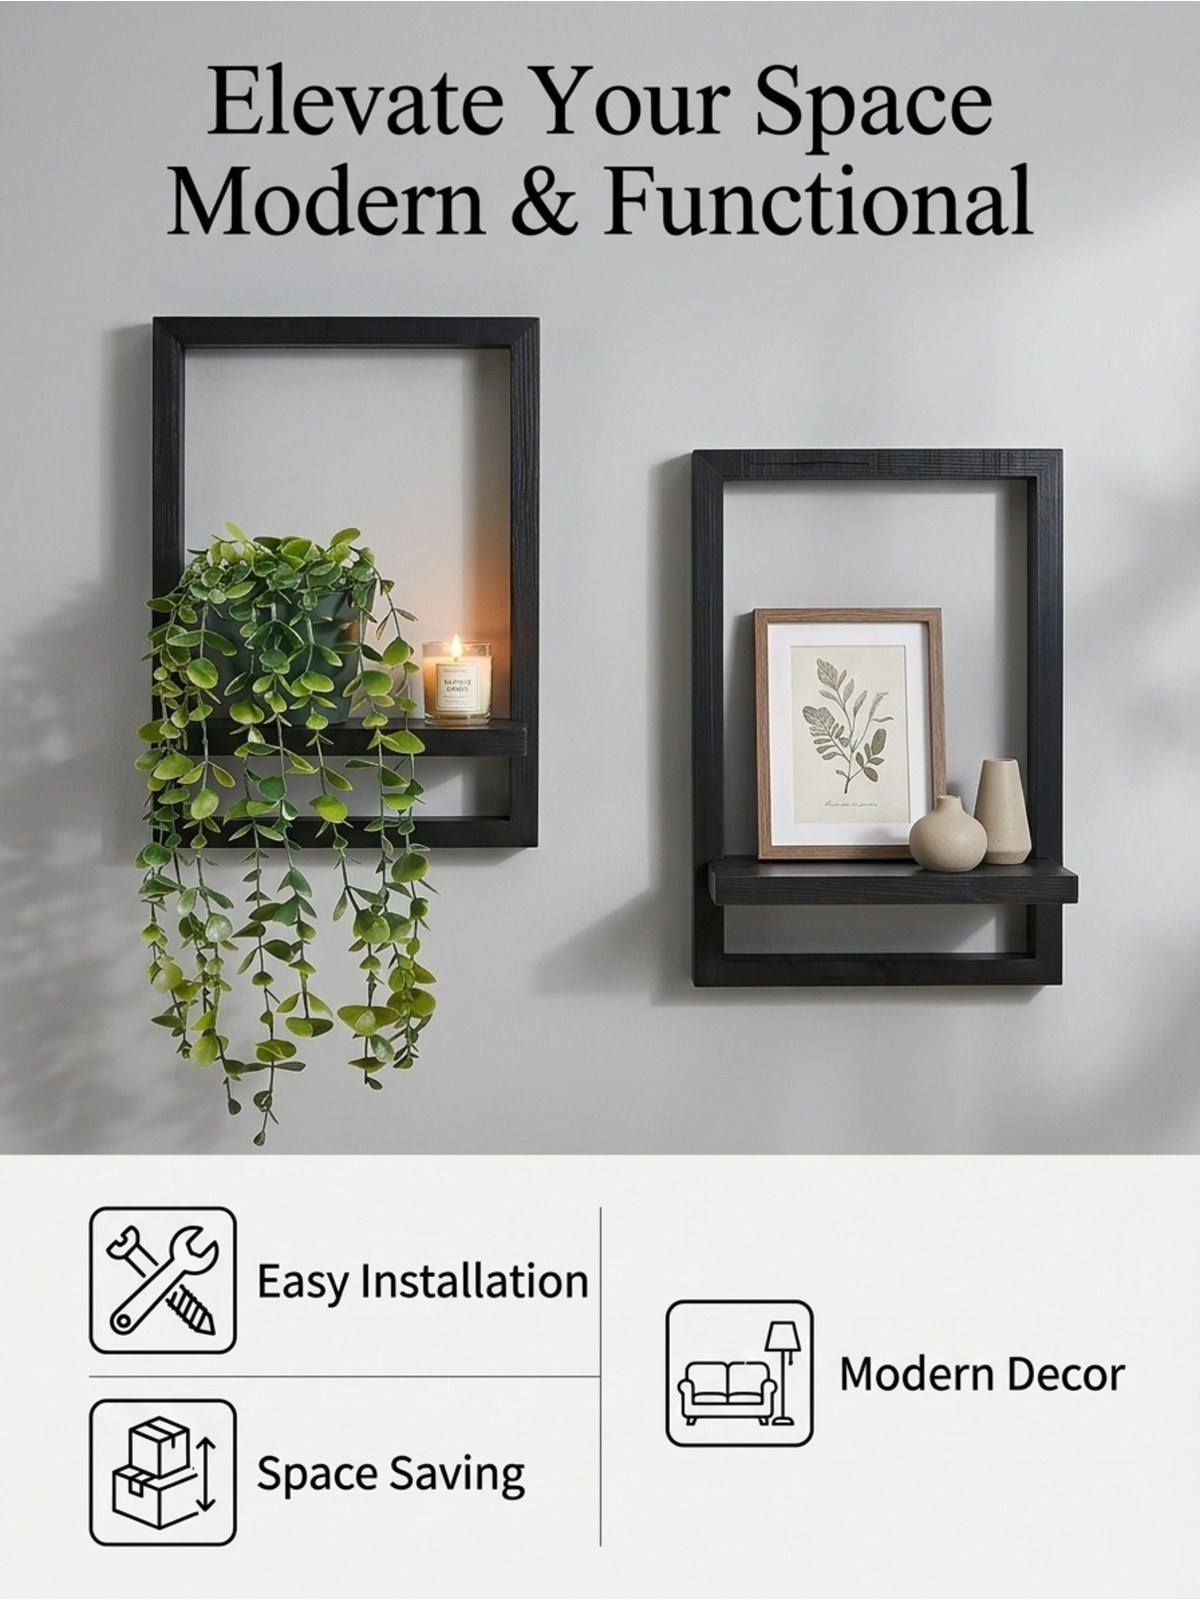 Elevate Your Space
Modern & Functional
Easy Installation
Space Saving
Modern Decor